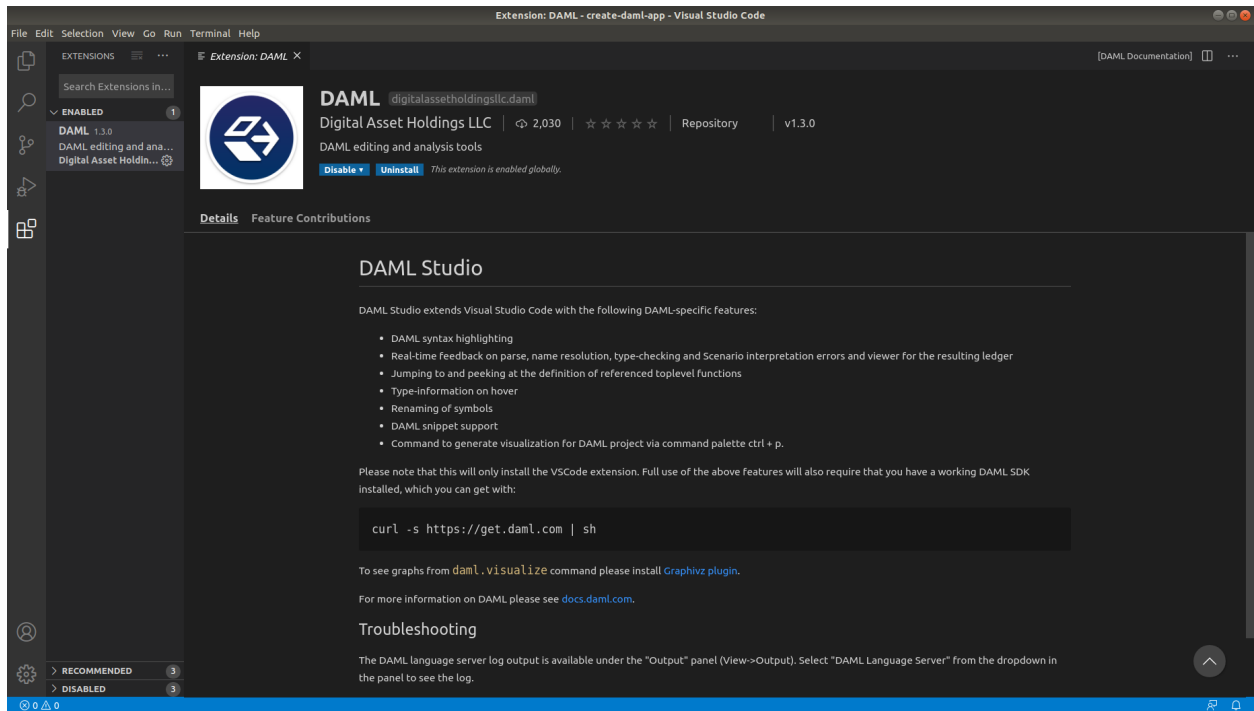 Extension: DAML - create-daml-app - Visual Studio Code
File Edit Selection View Go Run Terminal Help
EXTENSIONS
Extension: DAML
[DAML Documentation]
Search Extensions in...
ENABLED 1
DAML 1.3.0
DAML editing and ana...
Digital Asset Holdin...
DAML digitalassetholdingsllc.daml
Digital Asset Holdings LLC | 2,030 | Repository | v1.3.0
DAML editing and analysis tools
Disable Uninstall This extension is enabled globally.
Details Feature Contributions
DAML Studio
DAML Studio extends Visual Studio Code with the following DAML-specific features:
• DAML syntax highlighting
• Real-time feedback on parse, name resolution, type-checking and Scenario interpretation errors and viewer for the resulting ledger
• Jumping to and peeking at the definition of referenced toplevel functions
• Type-information on hover
• Renaming of symbols
• DAML snippet support
• Command to generate visualization for DAML project via command palette ctrl + p.
Please note that this will only install the VSCode extension. Full use of the above features will also require that you have a working DAML SDK
installed, which you can get with:
curl -s https://get.daml.com | sh
To see graphs from daml.visualize command please install Graphivz plugin.
For more information on DAML please see docs.daml.com.
Troubleshooting
The DAML language server log output is available under the "Output" panel (View->Output). Select "DAML Language Server" from the dropdown in
the panel to see the log.
RECOMMENDED 3
DISABLED 3
0 0